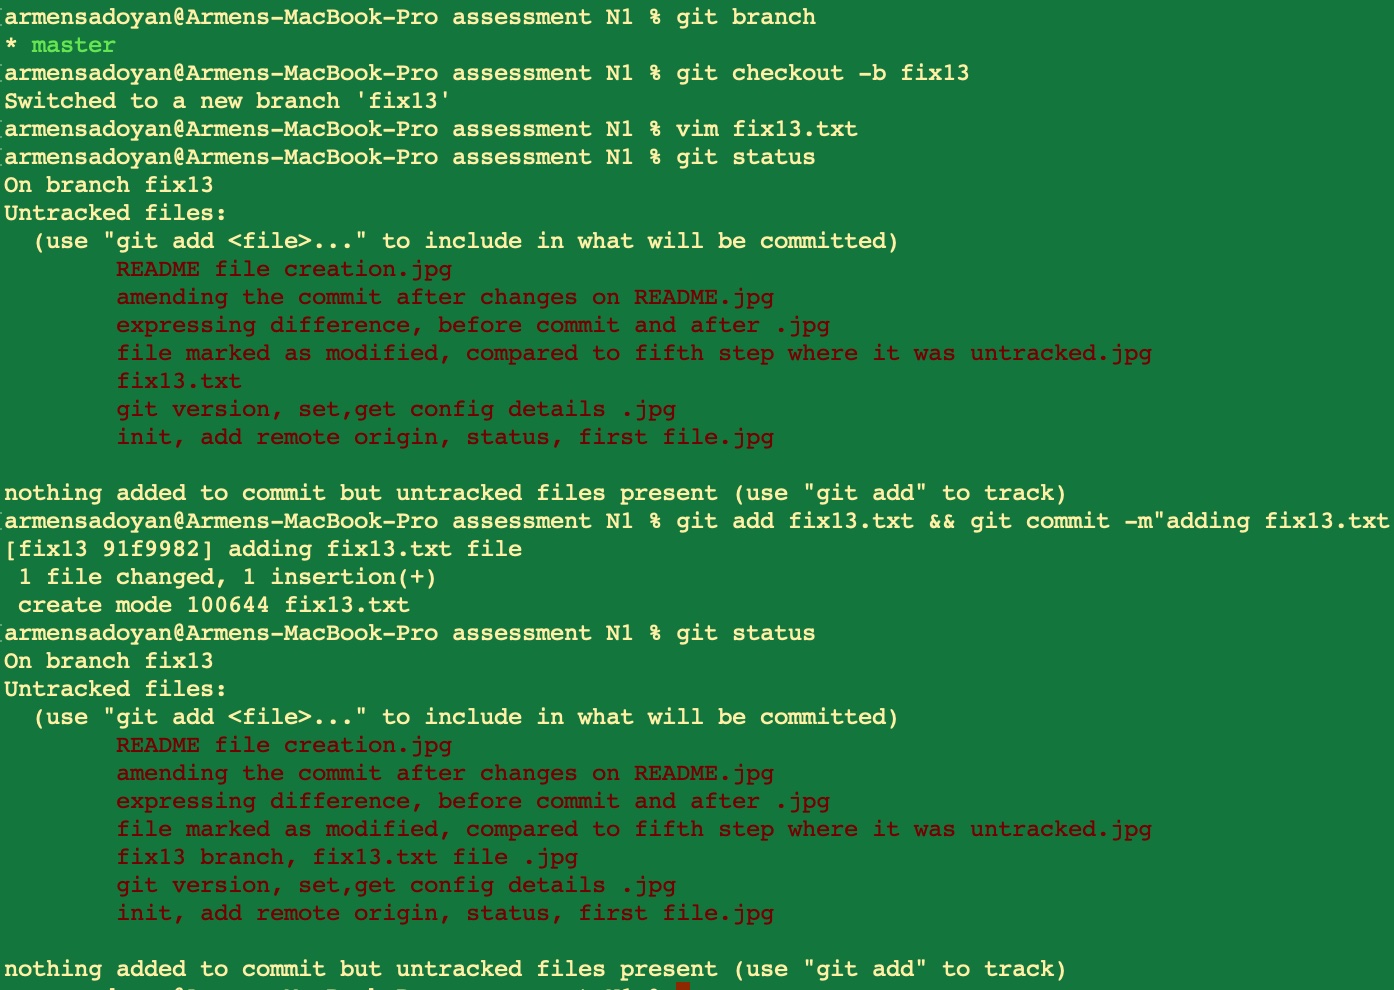 armensadoyan@Armens-MacBook-Pro assessment N1 % git branch
* master
armensadoyan@Armens-MacBook-Pro assessment N1 % git checkout -b fix13
Switched to a new branch 'fix13'
armensadoyan@Armens-MacBook-Pro assessment N1 % vim fix13.txt
armensadoyan@Armens-MacBook-Pro assessment N1 % git status
On branch fix13
Untracked files:
  (use "git add <file>..." to include in what will be committed)
        README file creation.jpg
        amending the commit after changes on README.jpg
        expressing difference, before commit and after .jpg
        file marked as modified, compared to fifth step where it was untracked.jpg
        fix13.txt
        git version, set,get config details .jpg
        init, add remote origin, status, first file.jpg

nothing added to commit but untracked files present (use "git add" to track)
armensadoyan@Armens-MacBook-Pro assessment N1 % git add fix13.txt && git commit -m"adding fix13.txt
[fix13 91f9982] adding fix13.txt file
 1 file changed, 1 insertion(+)
 create mode 100644 fix13.txt
armensadoyan@Armens-MacBook-Pro assessment N1 % git status
On branch fix13
Untracked files:
  (use "git add <file>..." to include in what will be committed)
        README file creation.jpg
        amending the commit after changes on README.jpg
        expressing difference, before commit and after .jpg
        file marked as modified, compared to fifth step where it was untracked.jpg
        fix13 branch, fix13.txt file .jpg
        git version, set,get config details .jpg
        init, add remote origin, status, first file.jpg

nothing added to commit but untracked files present (use "git add" to track)